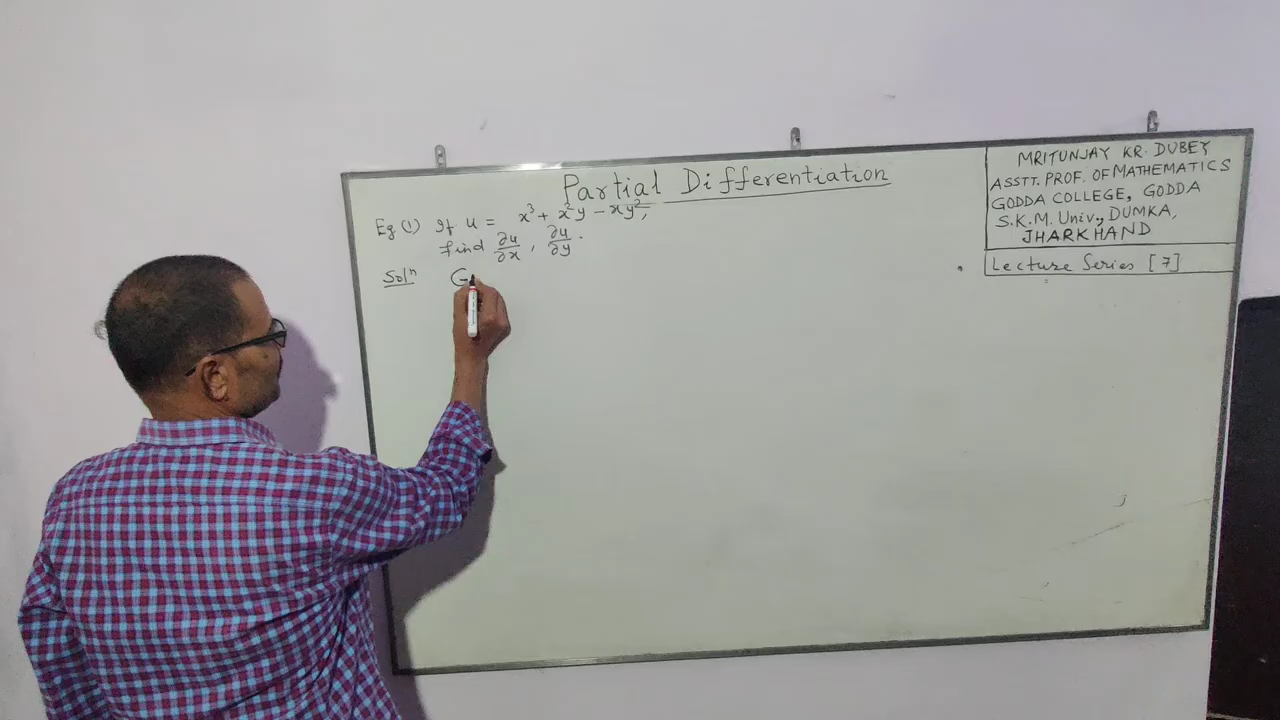 Partial Differentiation
Eg (1) If u = x³ + x²y - xy²,
find ∂u/∂x, ∂u/∂y.
Solⁿ G
MRITUNJAY KR. DUBEY
ASSTT. PROF. OF MATHEMATICS
GODDA COLLEGE, GODDA
S.K.M. Univ., DUMKA,
JHARKHAND
Lecture Series [7]